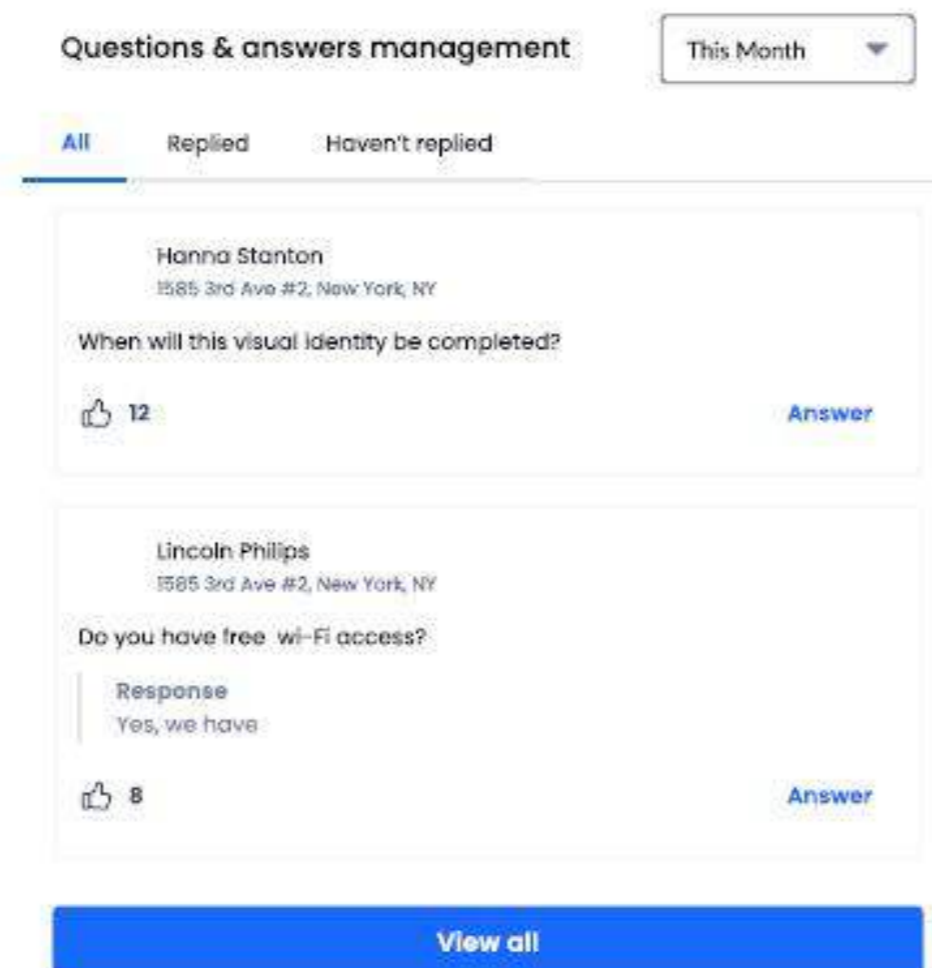 Questions & answers management
This Month
All Replied Haven't replied
Hanna Stanton
1585 3rd Ave #2, New York, NY
When will this visual identity be completed?
12 Answer
Lincoln Philips
1585 3rd Ave #2, New York, NY
Do you have free wi-Fi access?
Response
Yes, we have
8 Answer
View all